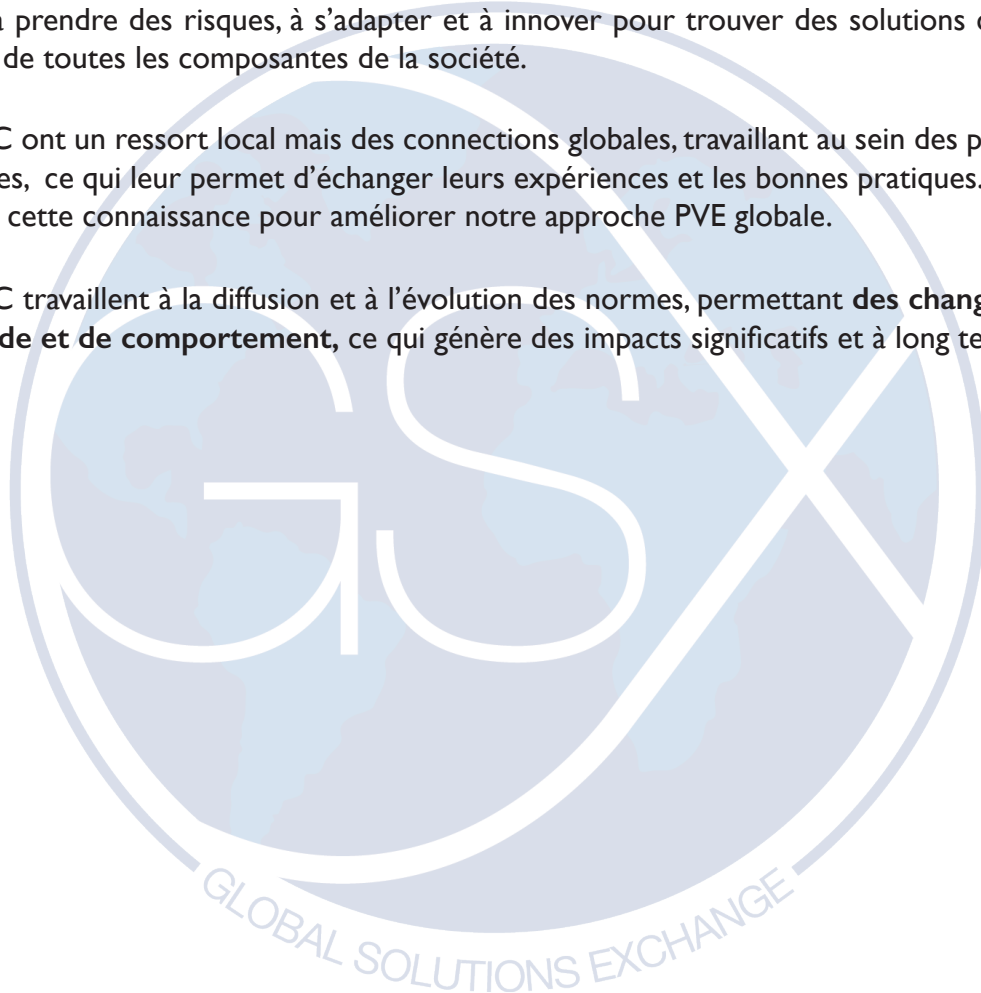 à prendre des risques, à s’adapter et à innover pour trouver des solutions
de toutes les composantes de la société.
C ont un ressort local mais des connections globales, travaillant au sein des
es, ce qui leur permet d’échanger leurs expériences et les bonnes pratiques.
cette connaissance pour améliorer notre approche PVE globale.
C travaillent à la diffusion et à l’évolution des normes, permettant des chang
de et de comportement, ce qui génère des impacts significatifs et à long te
GSX
GLOBAL SOLUTIONS EXCHANGE